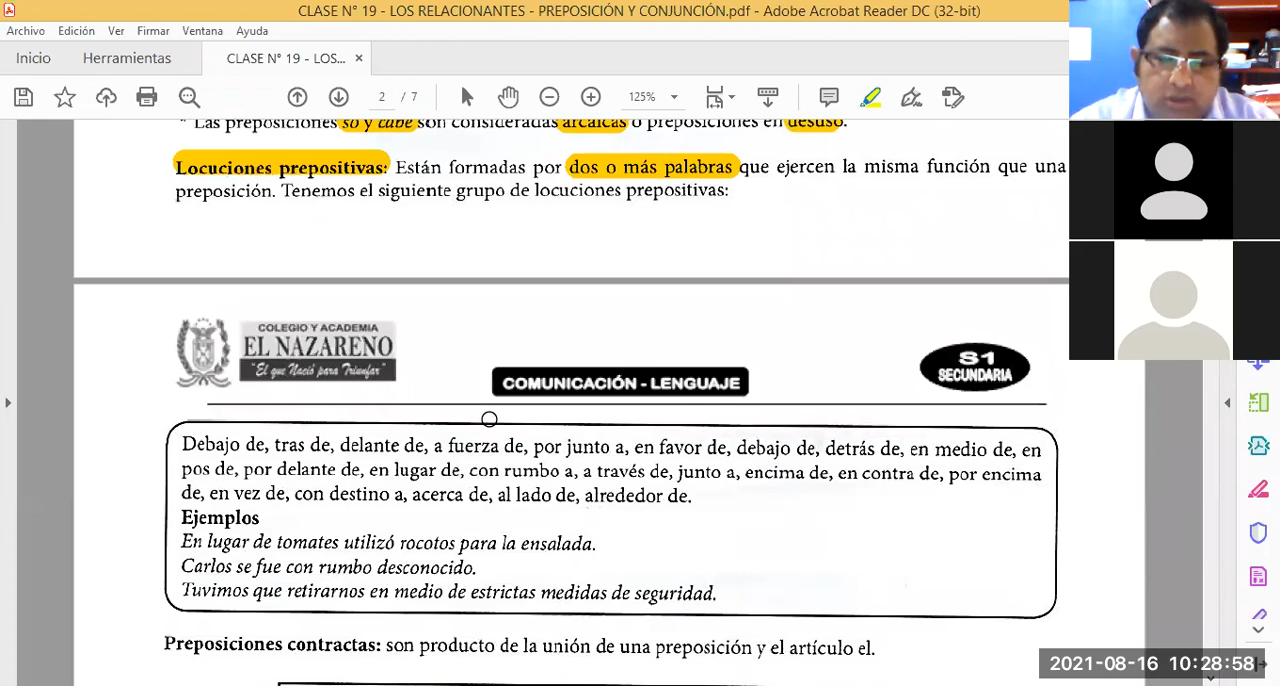 CLASE N° 19 - LOS RELACIONANTES - PREPOSICIÓN Y CONJUNCIÓN.pdf - Adobe Acrobat Reader DC (32-bit)
Archivo Edición Ver Firmar Ventana Ayuda
Inicio Herramientas CLASE N° 19 - LOS... ×
2 / 7 125%
* Las preposiciones so y cabe son consideradas arcaicas o preposiciones en desuso.
Locuciones prepositivas: Están formadas por dos o más palabras que ejercen la misma función que una
preposición. Tenemos el siguiente grupo de locuciones prepositivas:
COLEGIO Y ACADEMIA
EL NAZARENO
"El que Nació para Triunfar"
COMUNICACIÓN - LENGUAJE
S1
SECUNDARIA
Debajo de, tras de, delante de, a fuerza de, por junto a, en favor de, debajo de, detrás de, en medio de, en
pos de, por delante de, en lugar de, con rumbo a, a través de, junto a, encima de, en contra de, por encima
de, en vez de, con destino a, acerca de, al lado de, alrededor de.
Ejemplos
En lugar de tomates utilizó rocotos para la ensalada.
Carlos se fue con rumbo desconocido.
Tuvimos que retirarnos en medio de estrictas medidas de seguridad.
Preposiciones contractas: son producto de la unión de una preposición y el artículo el.
2021-08-16 10:28:58